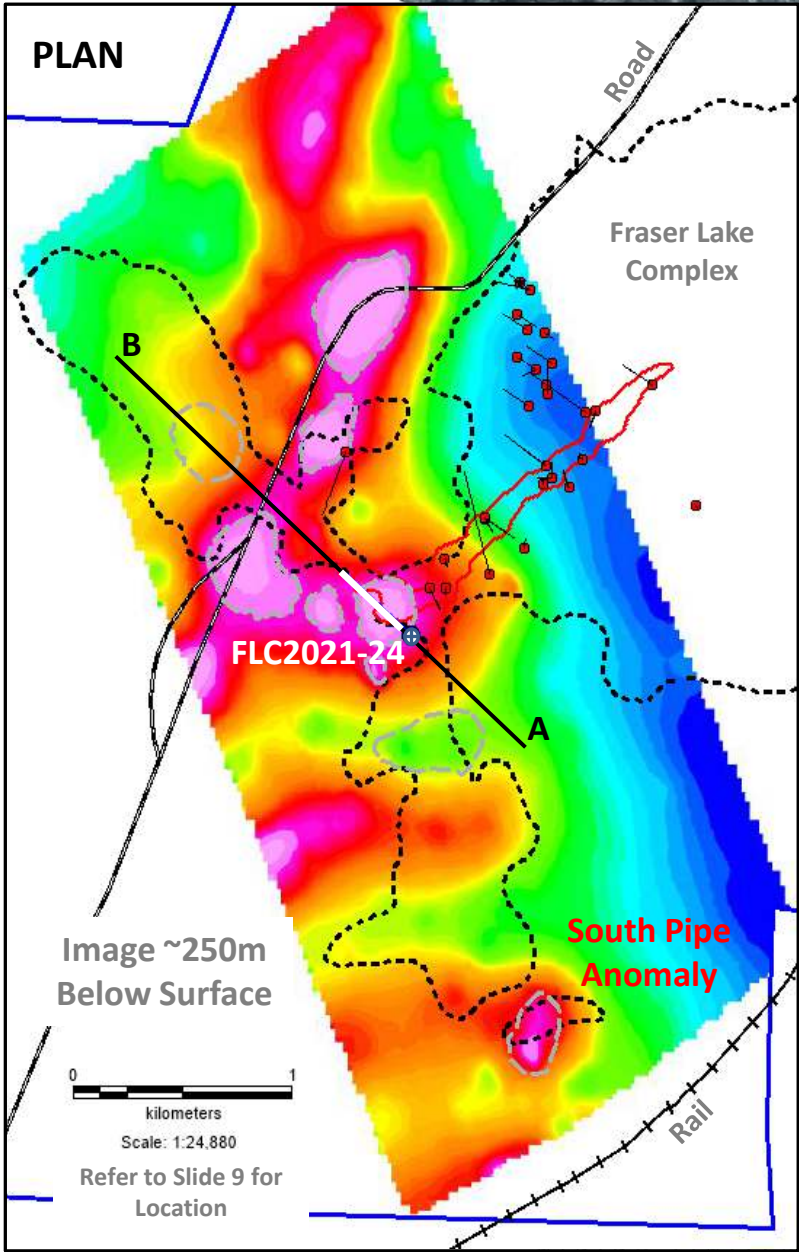 PLAN
Road
Fraser Lake
Complex
B
FLC2021-24
A
South Pipe
Anomaly
Image ~250m
Below Surface
0 1
kilometers
Scale: 1:24,880
Refer to Slide 9 for
Location
Rail